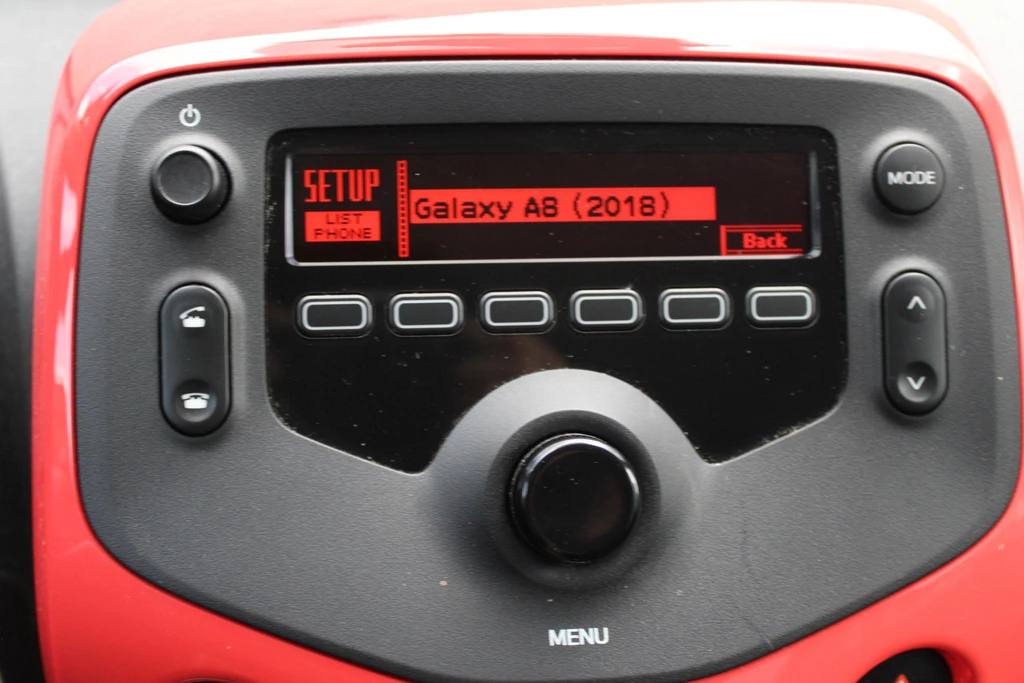 SETUP
LIST
PHONE
Galaxy A8 (2018)
Back
MODE
MENU